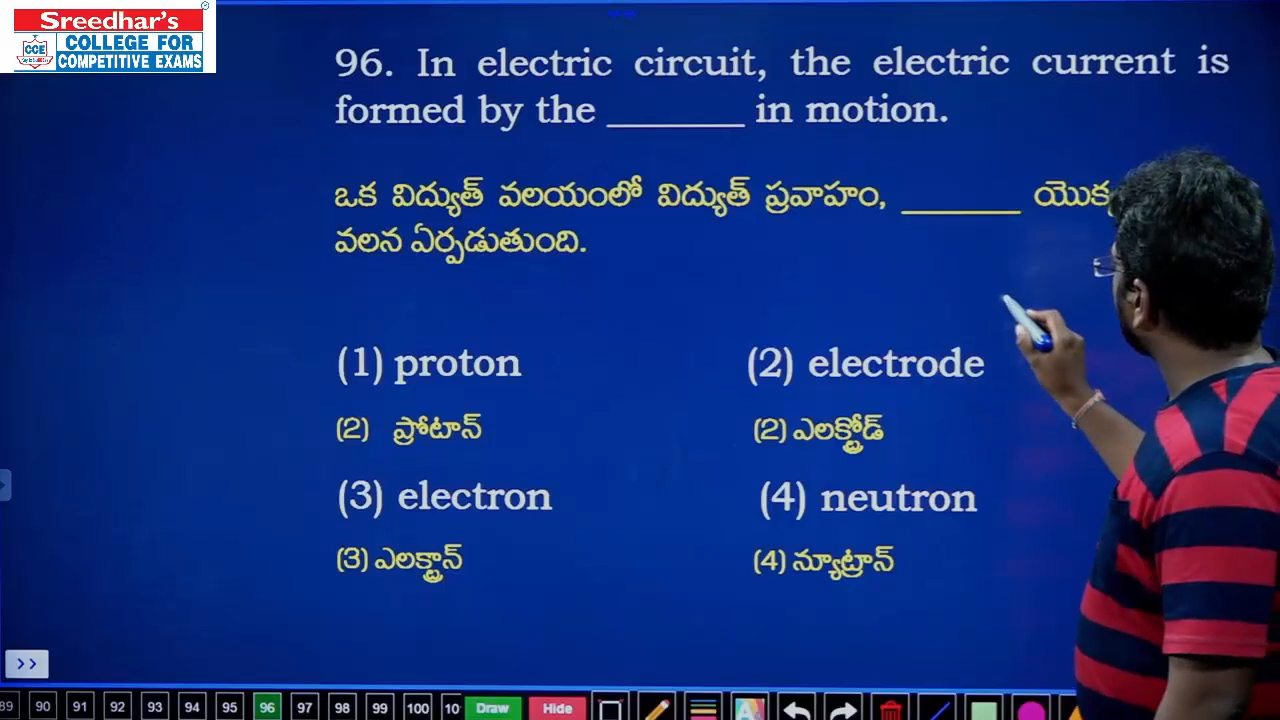 Sreedhar's
CCE
COLLEGE FOR
COMPETITIVE EXAMS
96. In electric circuit, the electric current is
formed by the _______ in motion.
ఒక విద్యుత్ వలయంలో విద్యుత్ ప్రవాహం, _______
వలన ఏర్పడుతుంది.
(1) proton (2) electrode
(2) ప్రోటాన్ (2) ఎలక్ట్రోడ్
(3) electron (4) neutron
(3) ఎలక్ట్రాన్ (4) న్యూట్రాన్
>>
89 90 91 92 93 94 95 96 97 98 99 100 10 Draw Hide A